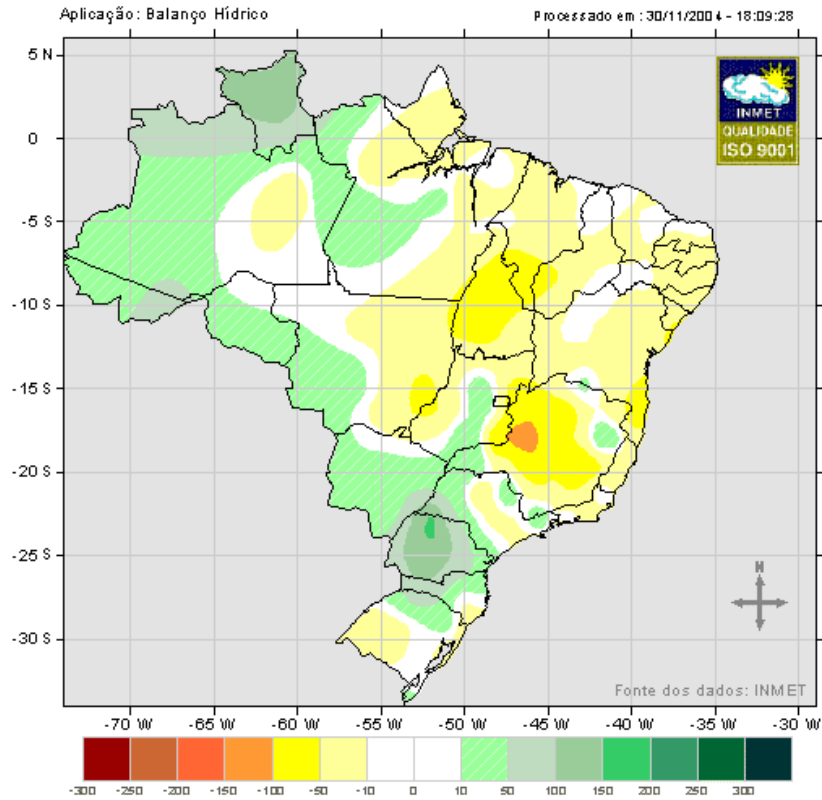 Aplicação: Balanço Hídrico
Processado em : 30/11/2004 - 18:09:28
5 N
0
-5 S
-10 S
-15 S
-20 S
-25 S
-30 S
INMET
QUALIDADE
ISO 9001
N
Fonte dos dados: INMET
-70 W -65 W -60 W -55 W -50 W -45 W -40 W -35 W -30 W
-300 -250 -200 -150 -100 -50 -10 0 10 50 100 150 200 250 300